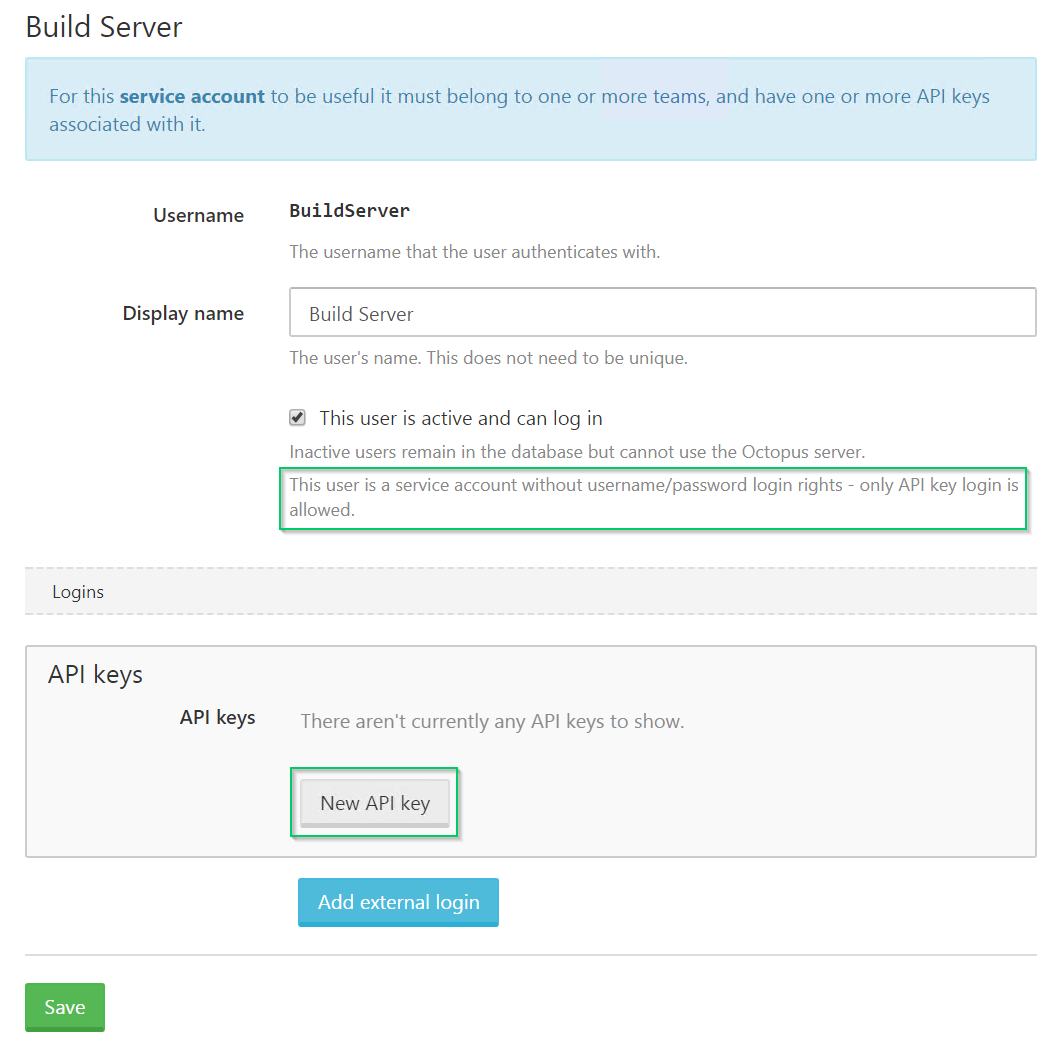 Build Server
For this service account to be useful it must belong to one or more teams, and have one or more API keys
associated with it.
Username
BuildServer
The username that the user authenticates with.
Display name
Build Server
The user's name. This does not need to be unique.
This user is active and can log in
Inactive users remain in the database but cannot use the Octopus server.
This user is a service account without username/password login rights - only API key login is
allowed.
Logins
API keys
API keys
There aren't currently any API keys to show.
New API key
Add external login
Save